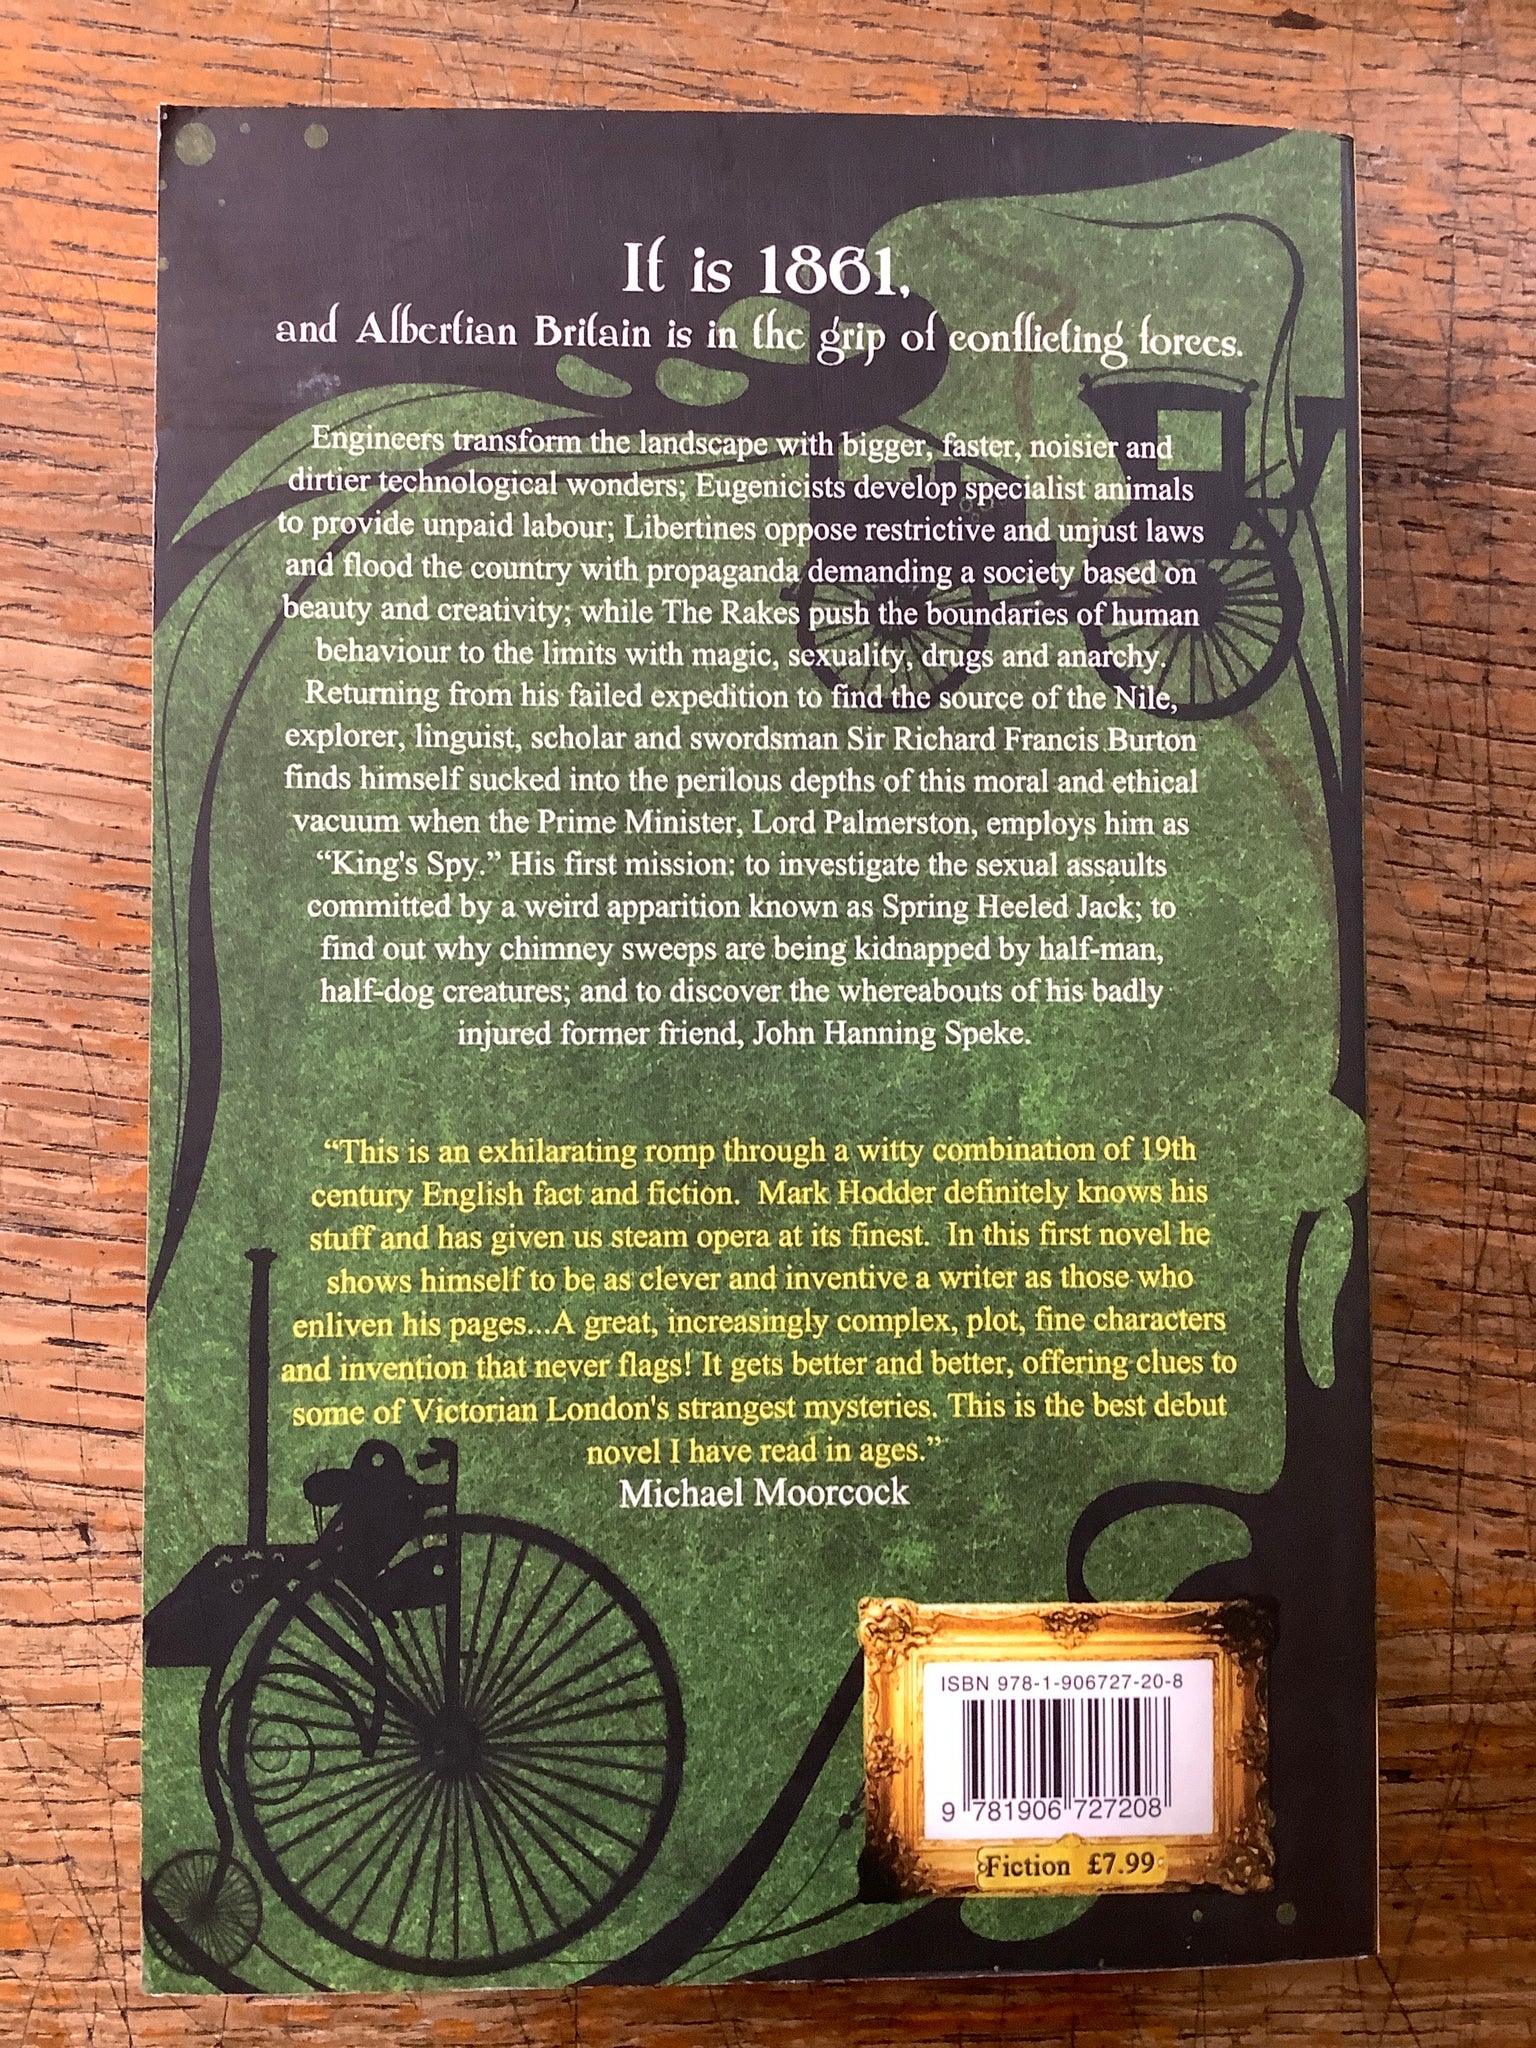 It is 1861,
and Albertian Britain is in the grip of conflicting forces.
Engineers transform the landscape with bigger, faster, noisier and
dirtier technological wonders; Eugenicists develop specialist animals
to provide unpaid labour; Libertines oppose restrictive and unjust laws
and flood the country with propaganda demanding a society based on
beauty and creativity; while The Rakes push the boundaries of human
behaviour to the limits with magic, sexuality, drugs and anarchy.
Returning from his failed expedition to find the source of the Nile,
explorer, linguist, scholar and swordsman Sir Richard Francis Burton
finds himself sucked into the perilous depths of this moral and ethical
vacuum when the Prime Minister, Lord Palmerston, employs him as
“King's Spy.” His first mission: to investigate the sexual assaults
committed by a weird apparition known as Spring Heeled Jack; to
find out why chimney sweeps are being kidnapped by half-man,
half-dog creatures; and to discover the whereabouts of his badly
injured former friend, John Hanning Speke.
“This is an exhilarating romp through a witty combination of 19th
century English fact and fiction. Mark Hodder definitely knows his
stuff and has given us steam opera at its finest. In this first novel he
shows himself to be as clever and inventive a writer as those who
enliven his pages...A great, increasingly complex, plot, fine characters
and invention that never flags! It gets better and better, offering clues to
some of Victorian London's strangest mysteries. This is the best debut
novel I have read in ages.”
Michael Moorcock
ISBN 978-1-906727-20-8
9 781906 727208
Fiction £7.99